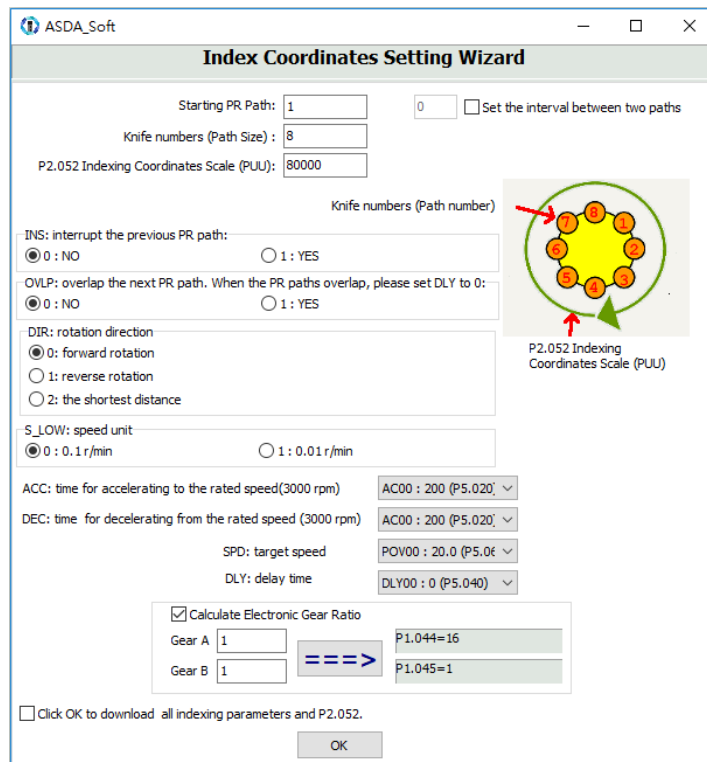 ASDA_Soft
Index Coordinates Setting Wizard
Starting PR Path: 1 0 Set the interval between two paths
Knife numbers (Path Size) : 8
P2.052 Indexing Coordinates Scale (PUU): 80000
Knife numbers (Path number)
8
7 1
6 2
5 3
4
P2.052 Indexing
Coordinates Scale (PUU)
INS: interrupt the previous PR path:
0 : NO 1 : YES
OVLP: overlap the next PR path. When the PR paths overlap, please set DLY to 0:
0 : NO 1 : YES
DIR: rotation direction
0: forward rotation
1: reverse rotation
2: the shortest distance
S_LOW: speed unit
0 : 0.1 r/min 1 : 0.01 r/min
ACC: time for accelerating to the rated speed(3000 rpm) AC00 : 200 (P5.020)
DEC: time for decelerating from the rated speed (3000 rpm) AC00 : 200 (P5.020)
SPD: target speed POV00 : 20.0 (P5.06
DLY: delay time DLY00 : 0 (P5.040)
Calculate Electronic Gear Ratio
Gear A 1 ===> P1.044=16
Gear B 1 P1.045=1
Click OK to download all indexing parameters and P2.052.
OK